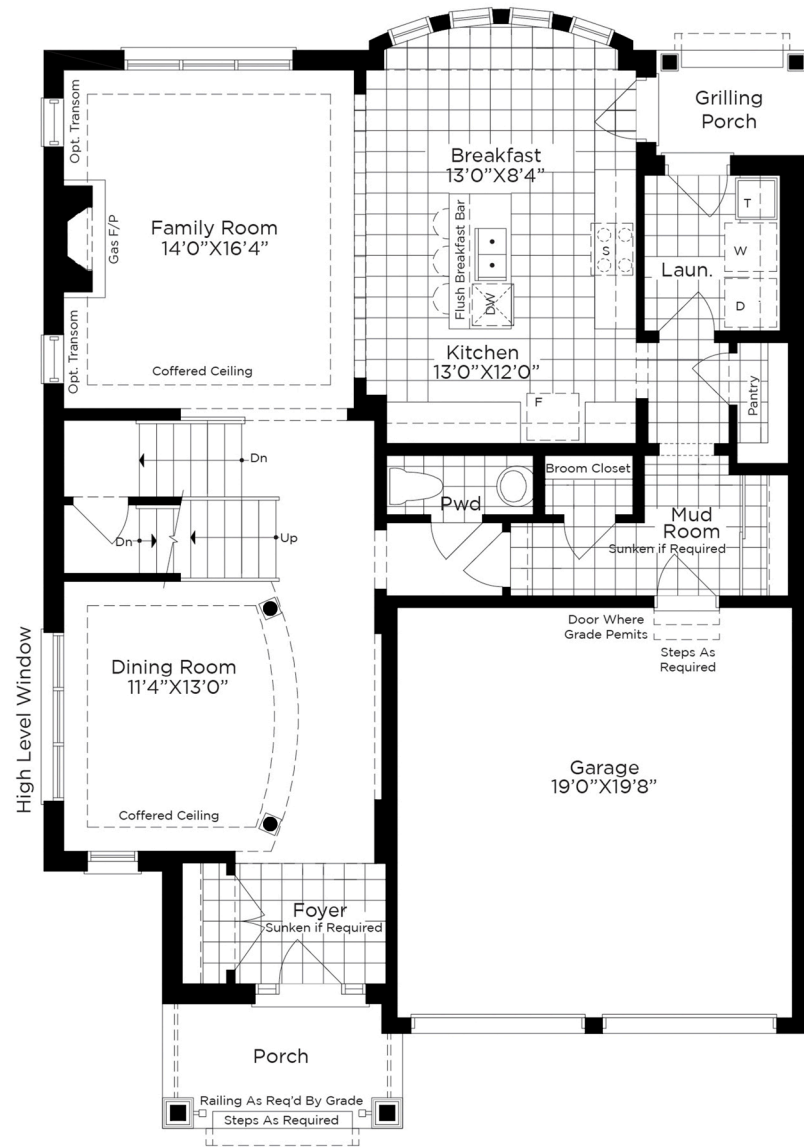 Grilling
Porch
Opt. Transom
Breakfast
13'0"X8'4"
T
Family Room
14'0"X16'4"
Gas F/P
Flush Breakfast Bar
S
W
Laun.
DW
D
Opt. Transom
Coffered Ceiling
Kitchen
13'0"X12'0"
F
Pantry
Dn
Broom Closet
Pwd
Mud
Room
Sunken if Required
Dn
Up
Door Where
Grade Pemits
Steps As
Required
High Level Window
Dining Room
11'4"X13'0"
Garage
19'0"X19'8"
Coffered Ceiling
Foyer
Sunken if Required
Porch
Railing As Req'd By Grade
Steps As Required